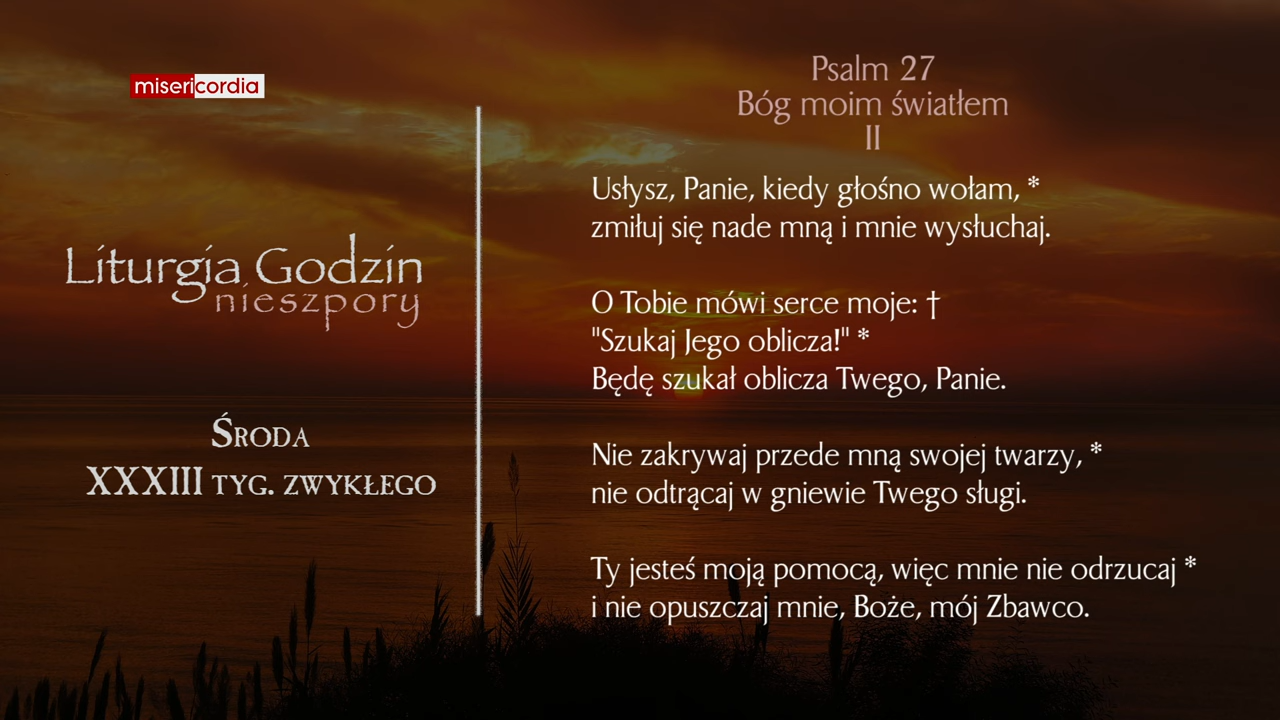 misericordia
Liturgia Godzin
nieszpory
Środa
XXXIII tyg. zwykłego
Psalm 27
Bóg moim światłem
II
Usłysz, Panie, kiedy głośno wołam, *
zmiłuj się nade mną i mnie wysłuchaj.
O Tobie mówi serce moje: †
"Szukaj Jego oblicza!" *
Będę szukał oblicza Twego, Panie.
Nie zakrywaj przede mną swojej twarzy, *
nie odtrącaj w gniewie Twego sługi.
Ty jesteś moją pomocą, więc mnie nie odrzucaj *
i nie opuszczaj mnie, Boże, mój Zbawco.